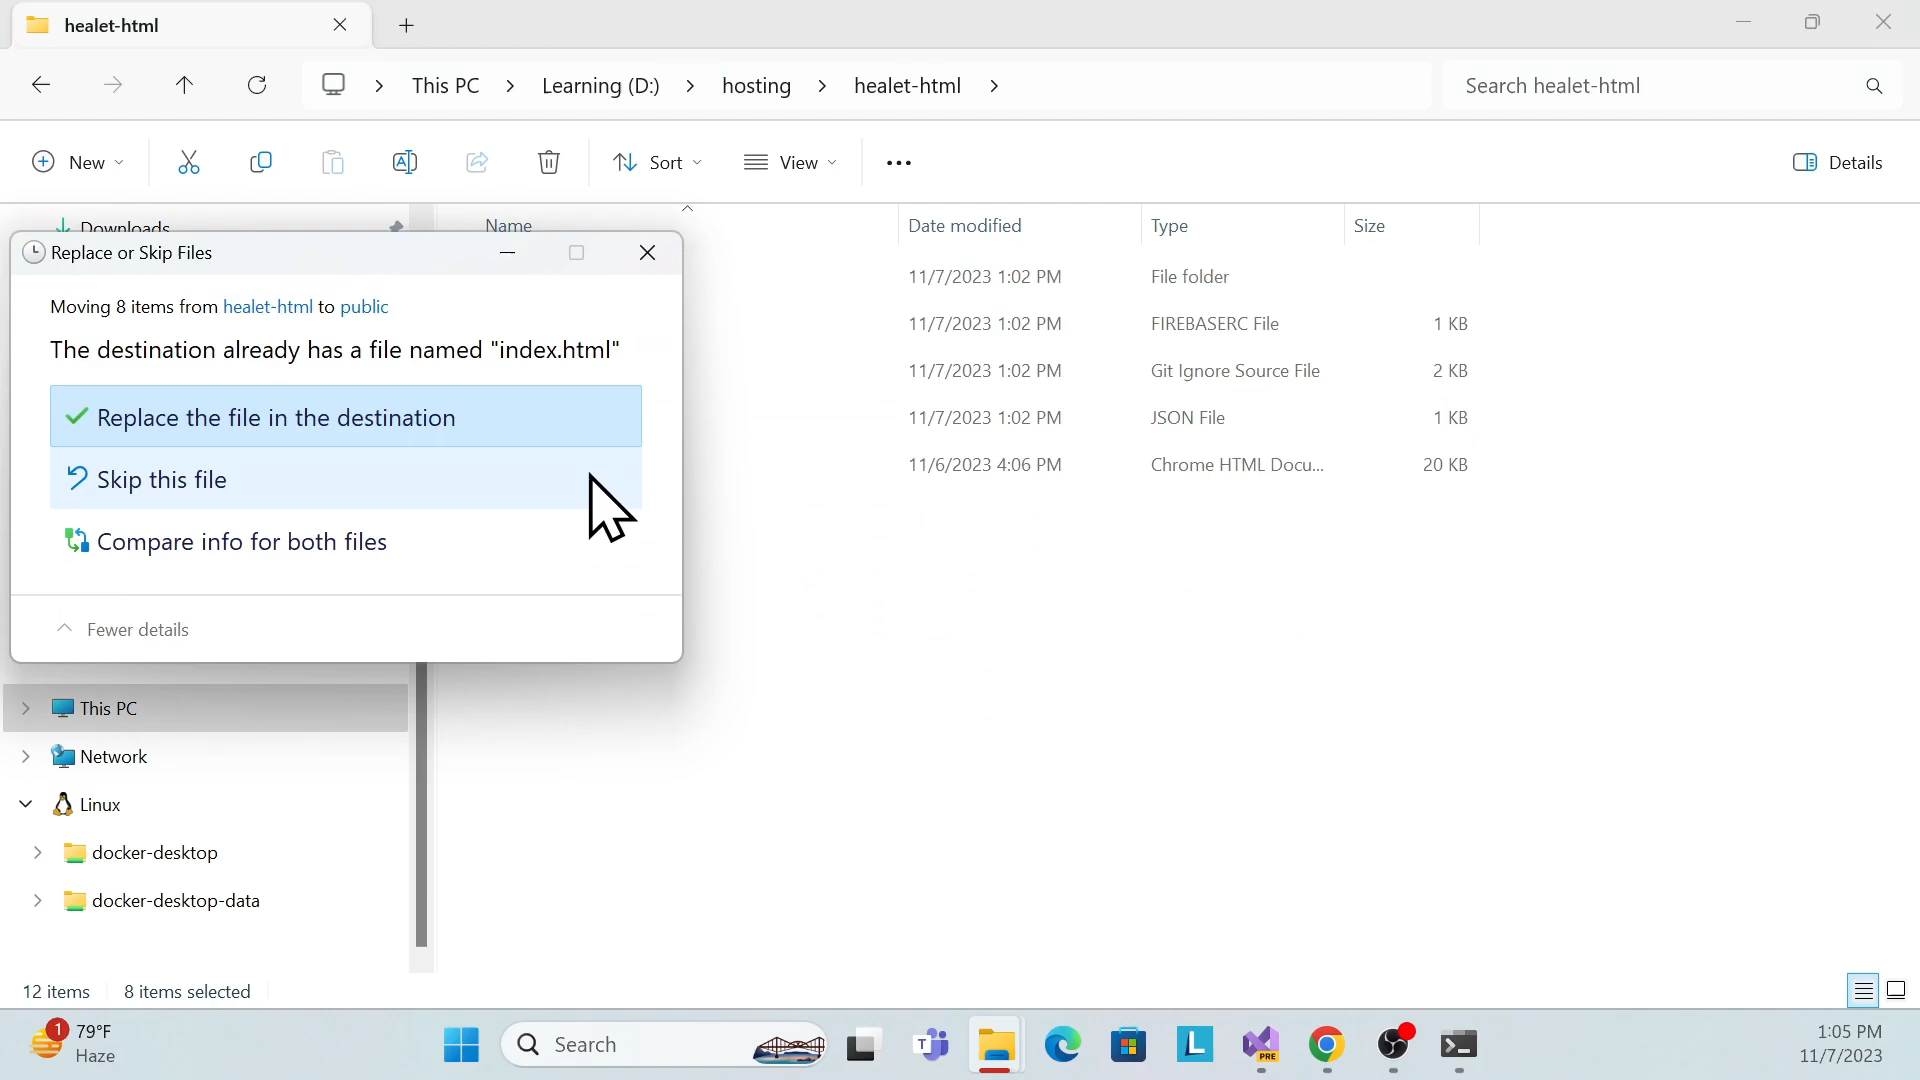 healet-html
This PC
Learning (D:)
hosting
healet-html
Search healet-html
New
Sort
View
Details
Downloads
Name
Date modified
Type
Size
Replace or Skip Files
11/7/2023 1:02 PM
File folder
Moving 8 items from healet-html to public
11/7/2023 1:02 PM
FIREBASERC File
1 KB
The destination already has a file named "index.html"
11/7/2023 1:02 PM
Git Ignore Source File
2 KB
Replace the file in the destination
11/7/2023 1:02 PM
JSON File
1 KB
Skip this file
11/6/2023 4:06 PM
Chrome HTML Docu...
20 KB
Compare info for both files
Fewer details
This PC
Network
Linux
docker-desktop
docker-desktop-data
12 items
8 items selected
1
79°F
Haze
Search
T
L
PRE
1:05 PM
11/7/2023